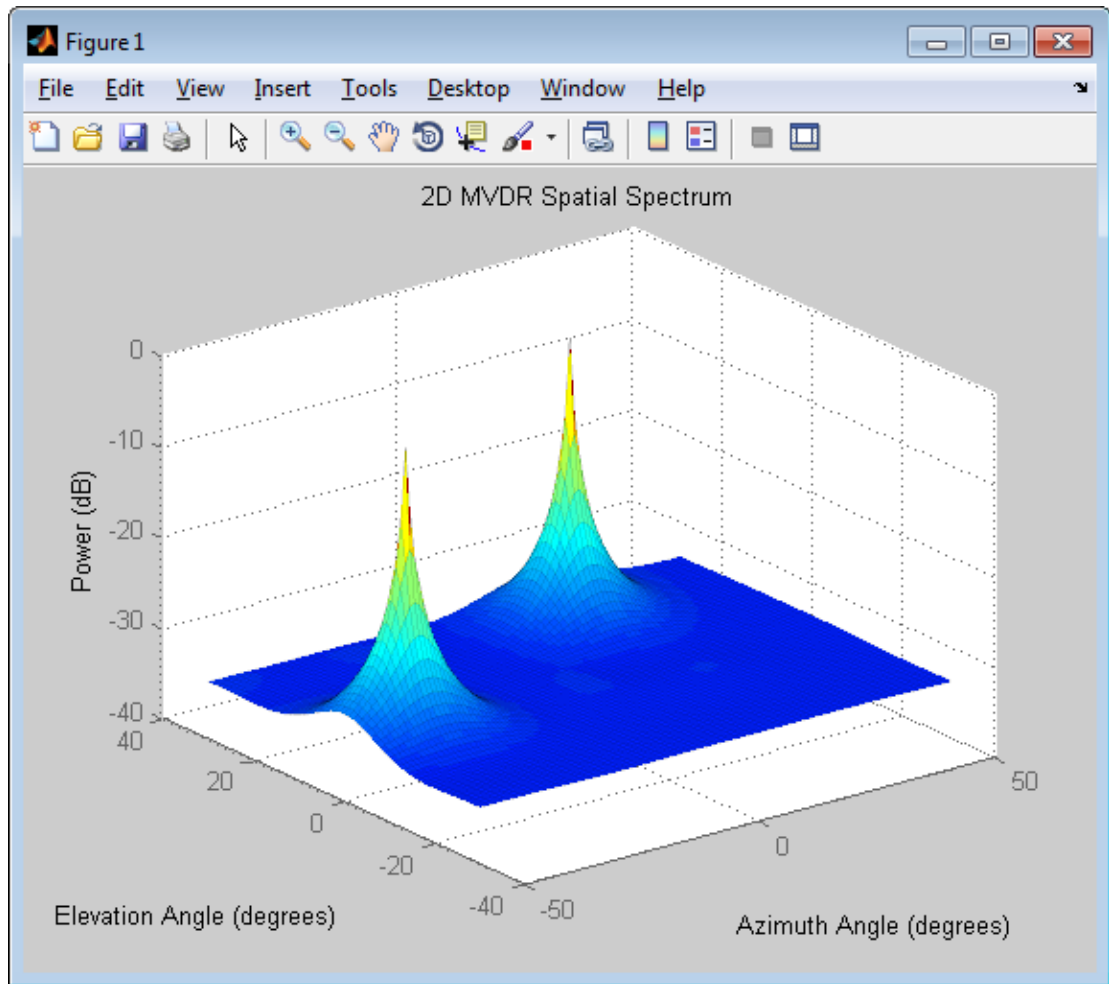 Figure 1
File Edit View Insert Tools Desktop Window Help
2D MVDR Spatial Spectrum
0
-10
-20
-30
-40
Power (dB)
40
20
0
-20
-40
Elevation Angle (degrees)
-50
0
50
Azimuth Angle (degrees)